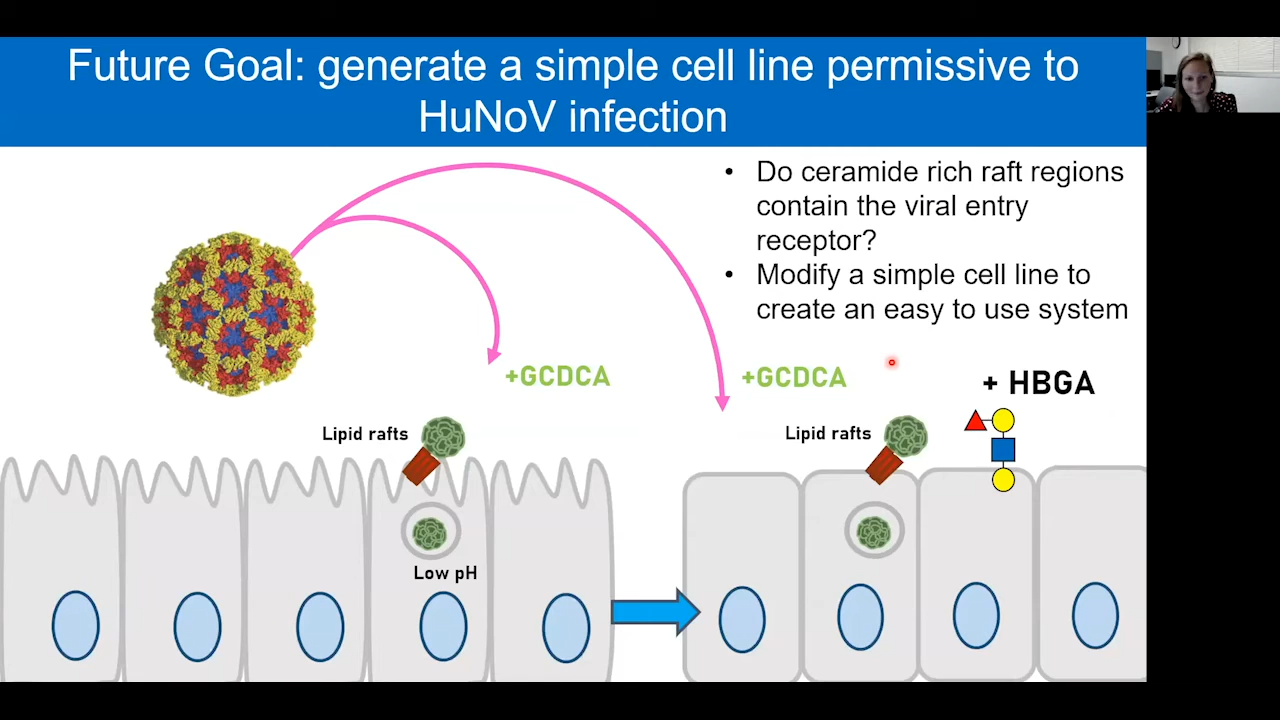 Future Goal: generate a simple cell line permissive to
HuNoV infection
• Do ceramide rich raft regions
contain the viral entry
receptor?
• Modify a simple cell line to
create an easy to use system
+GCDCA
+GCDCA
+ HBGA
Lipid rafts
Lipid rafts
Low pH